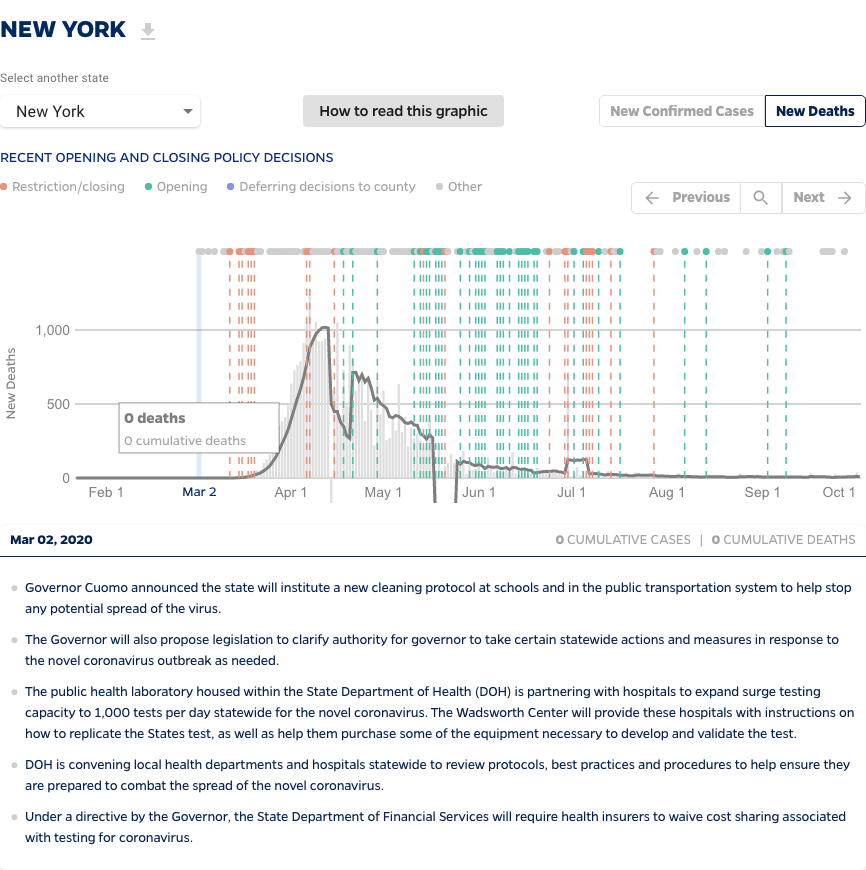 NEW YORK
Select another state
New York
How to read this graphic
New Confirmed Cases
New Deaths
RECENT OPENING AND CLOSING POLICY DECISIONS
Restriction/closing
Opening
Deferring decisions to county
Other
Previous
Next
New Deaths
1,000
500
0
0 deaths
0 cumulative deaths
Feb 1
Mar 2
Apr 1
May 1
Jun 1
Jul 1
Aug 1
Sep 1
Oct 1
Mar 02, 2020
0 CUMULATIVE CASES | 0 CUMULATIVE DEATHS
Governor Cuomo announced the state will institute a new cleaning protocol at schools and in the public transportation system to help stop
any potential spread of the virus.
The Governor will also propose legislation to clarify authority for governor to take certain statewide actions and measures in response to
the novel coronavirus outbreak as needed.
The public health laboratory housed within the State Department of Health (DOH) is partnering with hospitals to expand surge testing
capacity to 1,000 tests per day statewide for the novel coronavirus. The Wadsworth Center will provide these hospitals with instructions on
how to replicate the States test, as well as help them purchase some of the equipment necessary to develop and validate the test.
DOH is convening local health departments and hospitals statewide to review protocols, best practices and procedures to help ensure they
are prepared to combat the spread of the novel coronavirus.
Under a directive by the Governor, the State Department of Financial Services will require health insurers to waive cost sharing associated
with testing for coronavirus.